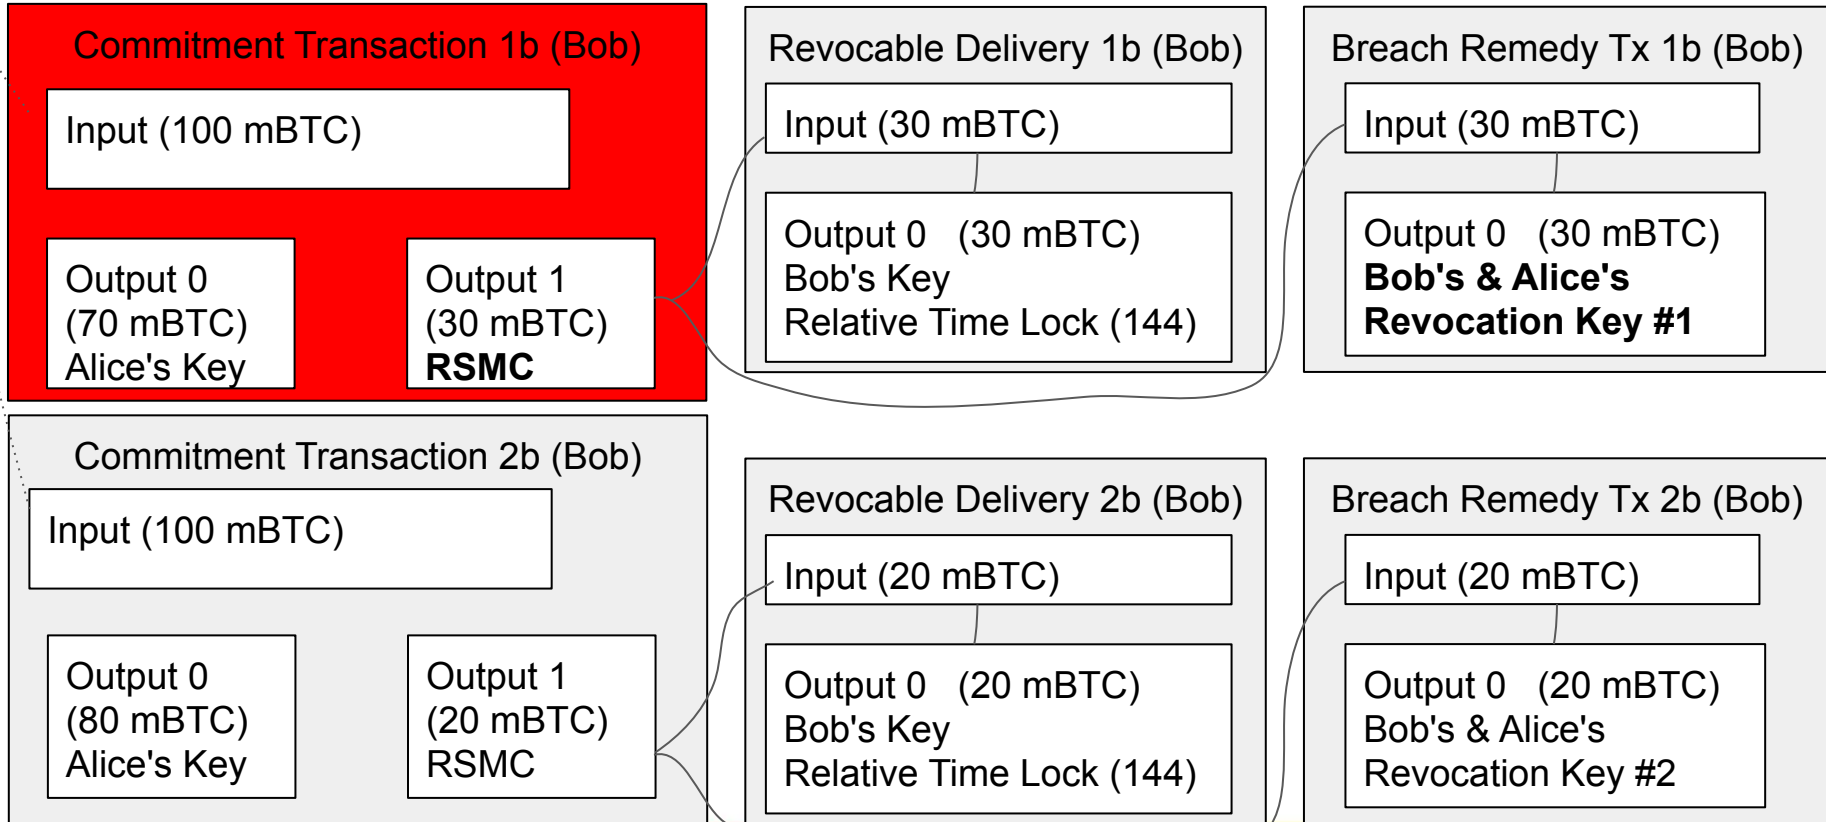 Commitment Transaction 1b (Bob)
Input (100 mBTC)
Output 0
(70 mBTC)
Alice's Key
Output 1
(30 mBTC)
RSMC
Revocable Delivery 1b (Bob)
Input (30 mBTC)
Output 0   (30 mBTC)
Bob's Key
Relative Time Lock (144)
Breach Remedy Tx 1b (Bob)
Input (30 mBTC)
Output 0   (30 mBTC)
Bob's & Alice's
Revocation Key #1
Commitment Transaction 2b (Bob)
Input (100 mBTC)
Output 0
(80 mBTC)
Alice's Key
Output 1
(20 mBTC)
RSMC
Revocable Delivery 2b (Bob)
Input (20 mBTC)
Output 0   (20 mBTC)
Bob's Key
Relative Time Lock (144)
Breach Remedy Tx 2b (Bob)
Input (20 mBTC)
Output 0   (20 mBTC)
Bob's & Alice's
Revocation Key #2